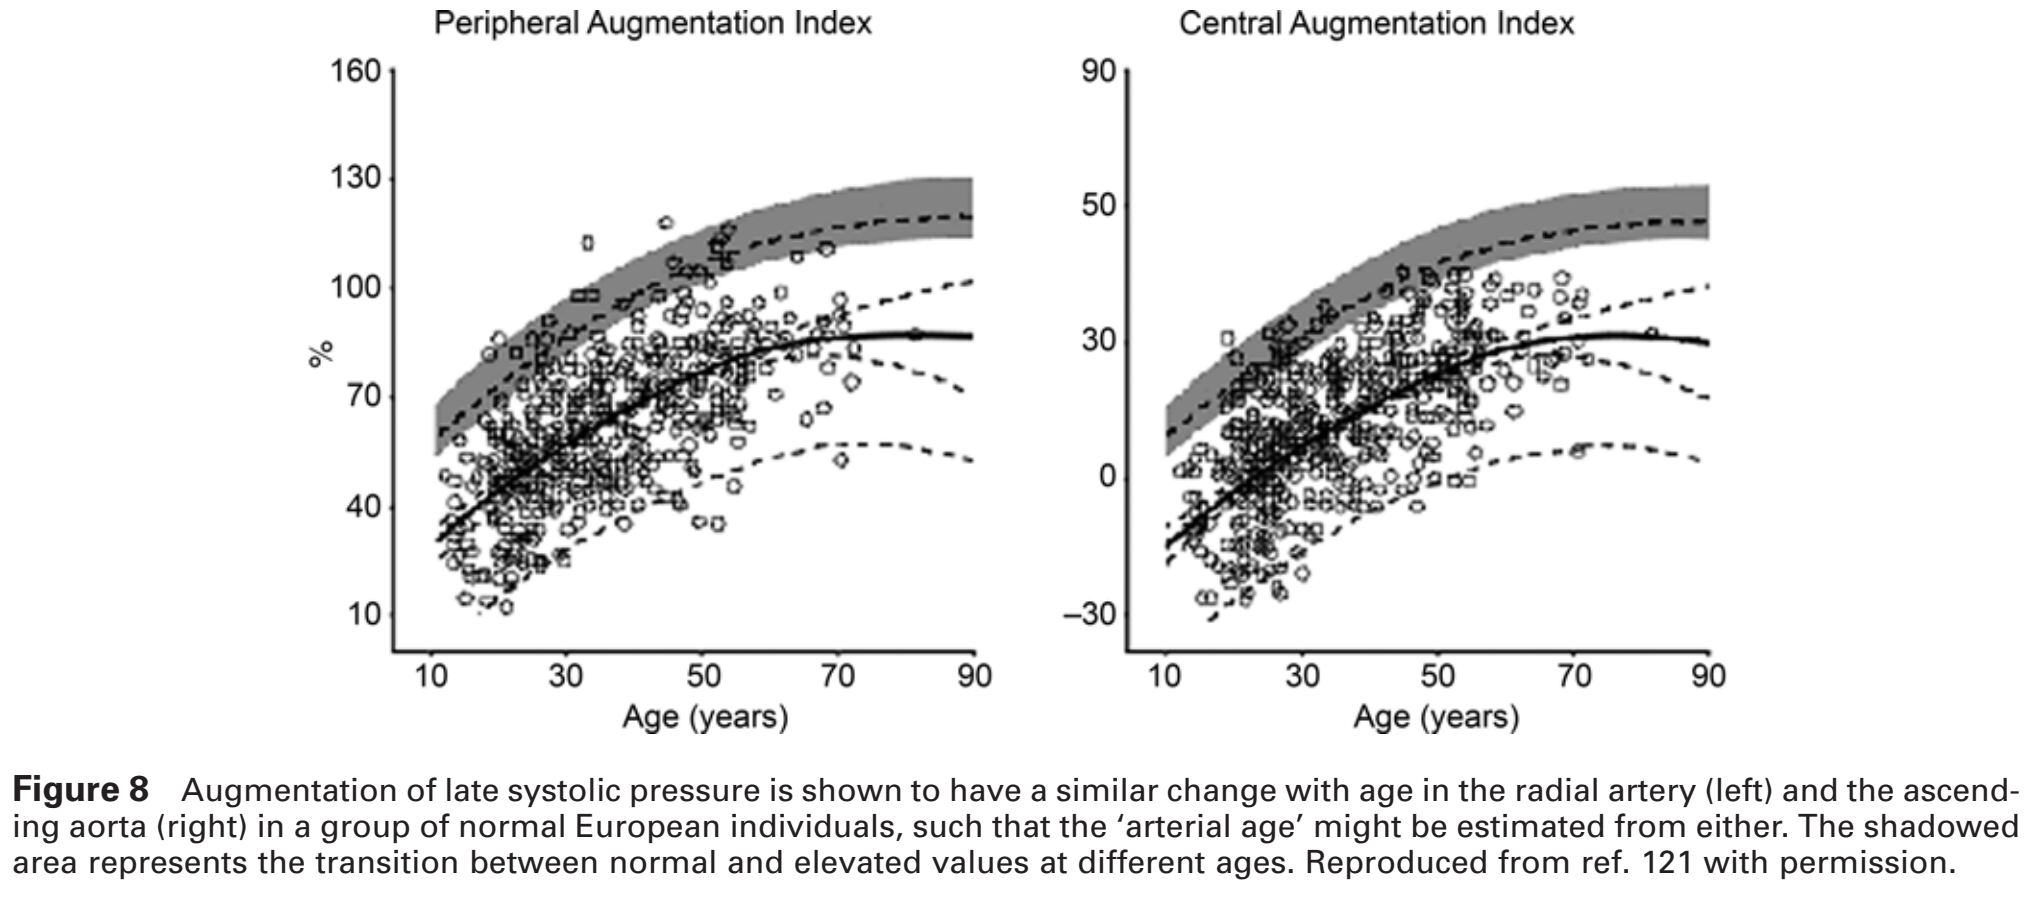 Peripheral Augmentation Index
160
130
100
70
40
10
%
10 30 50 70 90
Age (years)
Central Augmentation Index
90
50
30
0
–30
10 30 50 70 90
Age (years)
Figure 8 Augmentation of late systolic pressure is shown to have a similar change with age in the radial artery (left) and the ascend-
ing aorta (right) in a group of normal European individuals, such that the ‘arterial age’ might be estimated from either. The shadowed
area represents the transition between normal and elevated values at different ages. Reproduced from ref. 121 with permission.